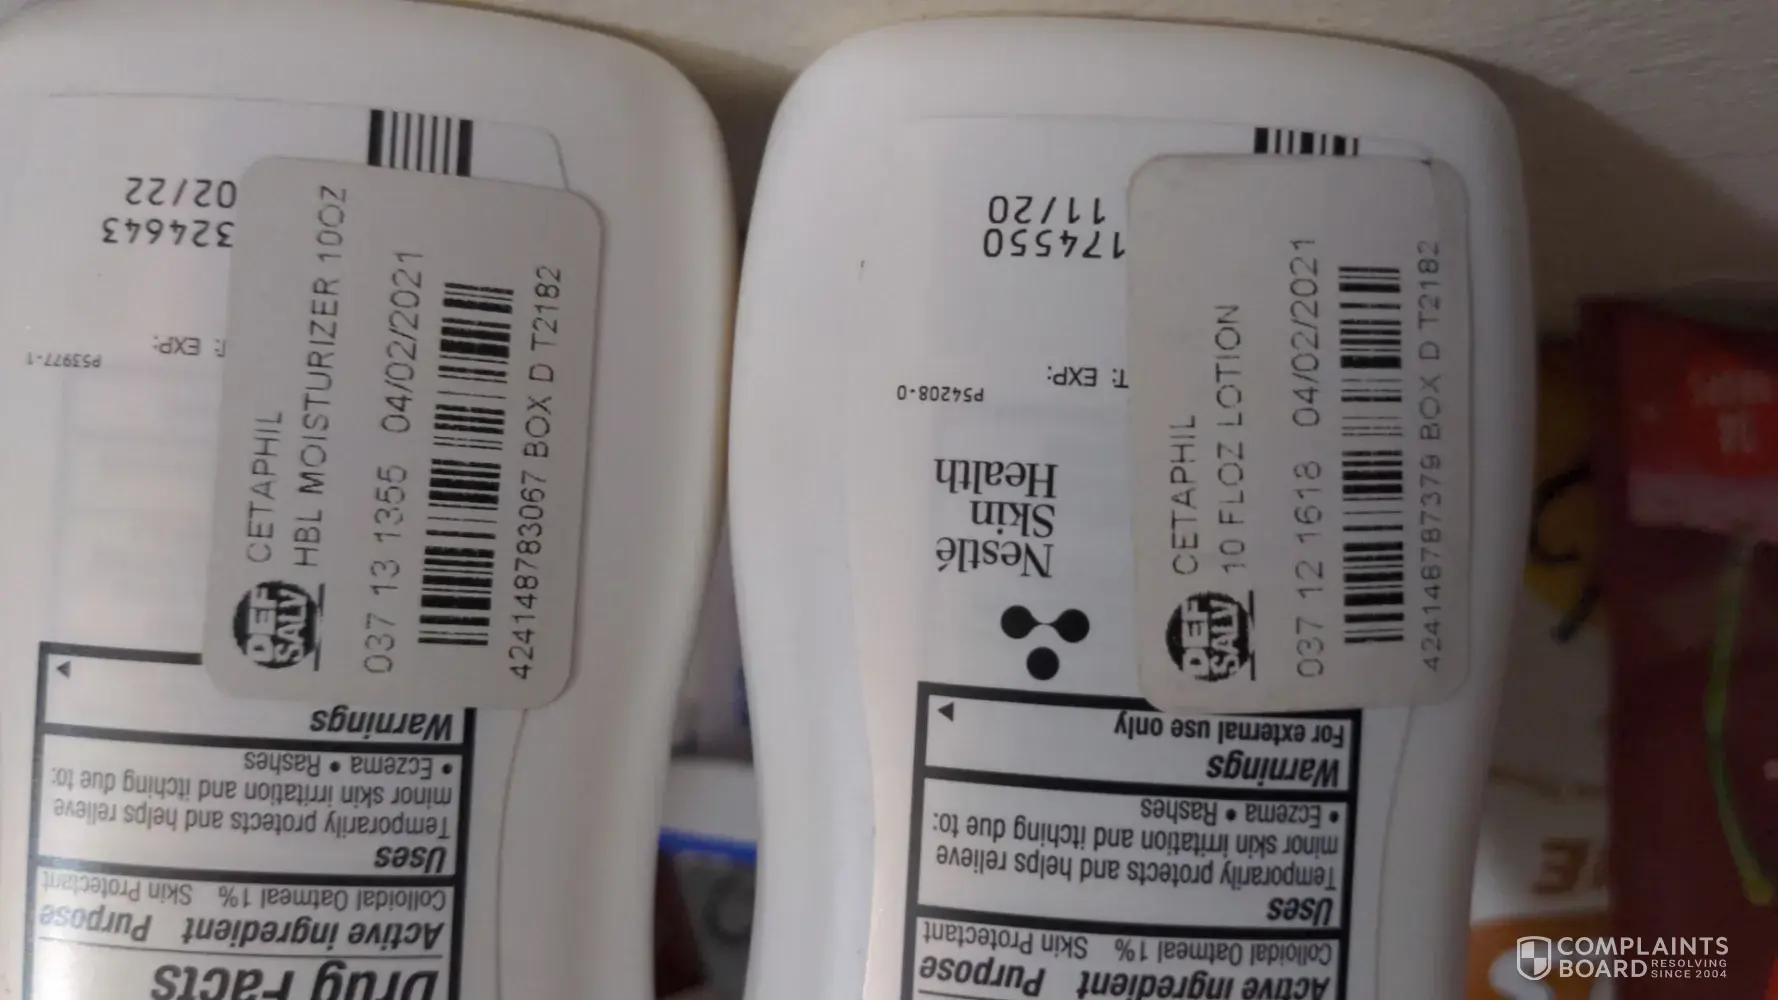 324643
02/22
T: EXP:
P53977-1
DEF
SALV
CETAPHIL
HBL MOISTURIZER 10OZ
037 13 1355 04/02/2021
42414878783067 BOX D T2182
Warnings
• Eczema • Rashes
minor skin irritation and itching due to:
Temporarily protects and helps relieve
Uses
Colloidal Oatmeal 1% Skin Protectant
Active ingredient Purpose
Drug Facts
174550
11/20
T: EXP:
P54208-0
Nestlé
Skin
Health
DEF
SALV
CETAPHIL
10 FLOZ LOTION
037 12 1618 04/02/2021
42414878787379 BOX D T2182
For external use only
Warnings
• Eczema • Rashes
minor skin irritation and itching due to:
Temporarily protects and helps relieve
Uses
Colloidal Oatmeal 1% Skin Protectant
Active ingredient Purpose
COMPLAINTS
BOARD RESOLVING
SINCE 2004